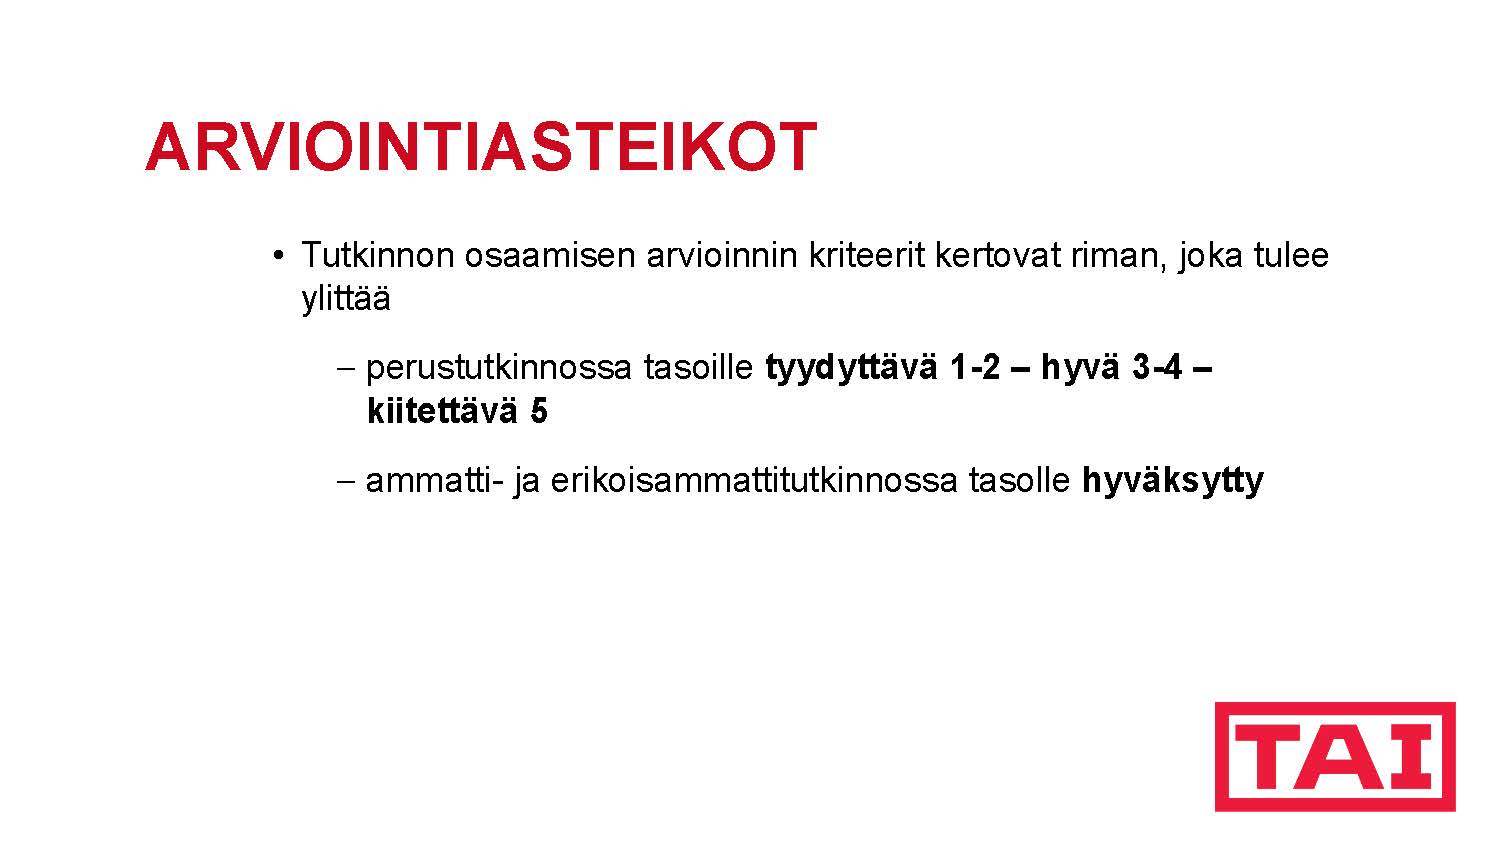 ARVIOINTIASTEIKOT
• Tutkinnon osaamisen arvioinnin kriteerit kertovat riman, joka tulee
ylittää
– perustutkinnossa tasoille tyydyttävä 1-2 – hyvä 3-4 –
kiitettävä 5
– ammatti- ja erikoisammattitutkinnossa tasolle hyväksytty
TAI